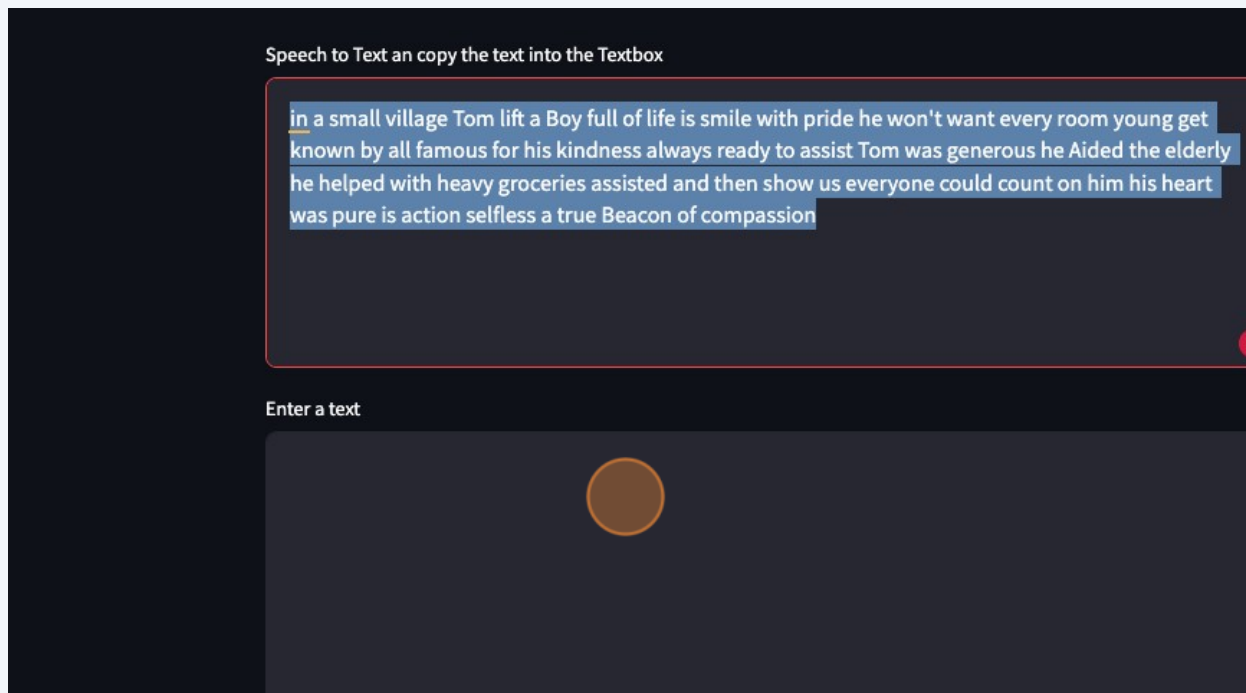 Speech to Text an copy the text into the Textbox
in a small village Tom lift a Boy full of life is smile with pride he won't want every room young get
known by all famous for his kindness always ready to assist Tom was generous he Aided the elderly
he helped with heavy groceries assisted and then show us everyone could count on him his heart
was pure is action selfless a true Beacon of compassion
Enter a text